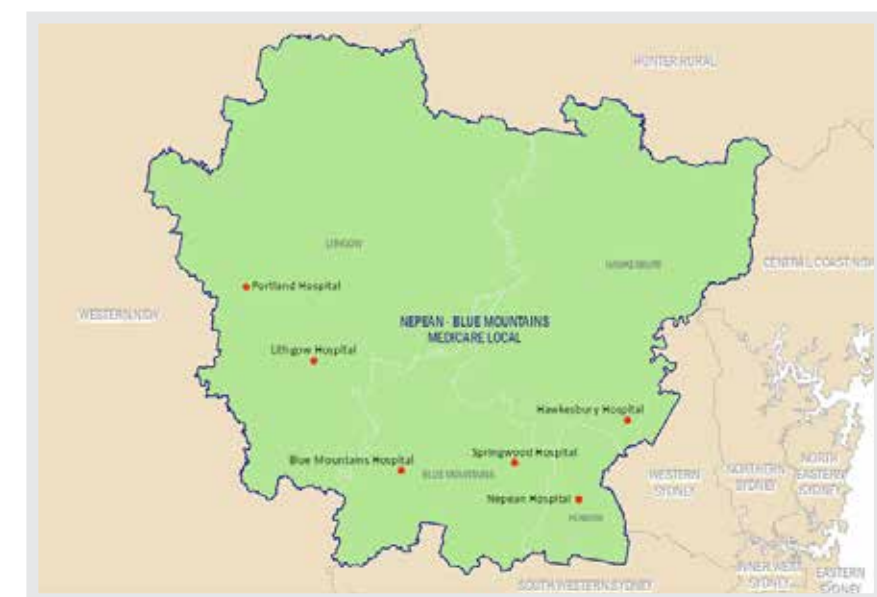 HUNTER RURAL
LITHGOW
HAWKESBURY
CENTRAL COAST NSW
Portland Hospital
WESTERN NSW
NEPEAN - BLUE MOUNTAINS
MEDICARE LOCAL
Lithgow Hospital
Hawkesbury Hospital
Springwood Hospital
Blue Mountains Hospital
BLUE MOUNTAINS
WESTERN
SYDNEY
NORTHERN
SYDNEY
NORTH
EASTERN
SYDNEY
Nepean Hospital
PENRITH
SOUTH WESTERN SYDNEY
INNER WEST
SYDNEY
EASTERN
SYDNEY